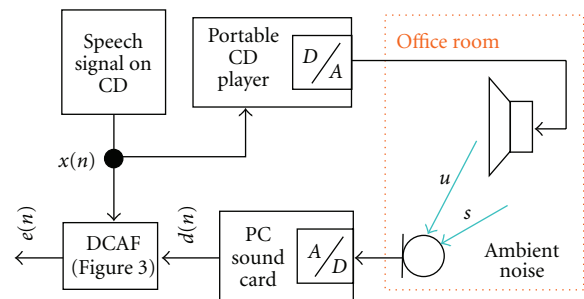 Speech
signal on
CD
Portable
CD
player
D/A
Office room
x(n)
u
s
e(n)
d(n)
DCAF
(Figure 3)
PC
sound
card
A/D
Ambient
noise